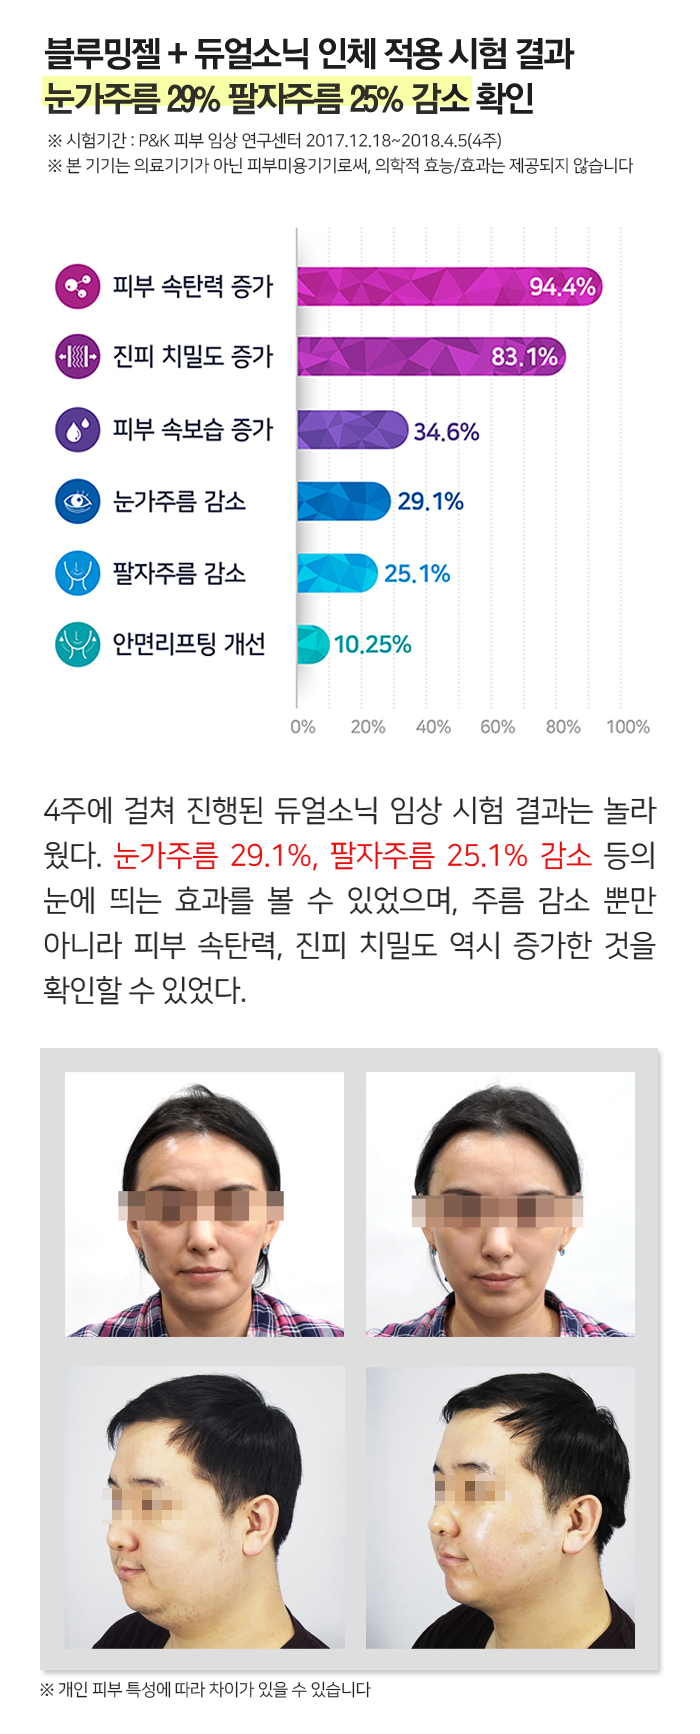 블루밍젤 + 듀얼소닉 인체 적용 시험 결과
눈가주름 29% 팔자주름 25% 감소 확인
※ 시험기간 : P&K 피부 임상 연구센터 2017.12.18~2018.4.5(4주)
※ 본 기기는 의료기기가 아닌 피부미용기기로써, 의학적 효능/효과는 제공되지 않습니다
피부 속탄력 증가 94.4%
진피 치밀도 증가 83.1%
피부 속보습 증가 34.6%
눈가주름 감소 29.1%
팔자주름 감소 25.1%
안면리프팅 개선 10.25%
0% 20% 40% 60% 80% 100%
4주에 걸쳐 진행된 듀얼소닉 임상 시험 결과는 놀라
웠다. 눈가주름 29.1%, 팔자주름 25.1% 감소 등의
눈에 띄는 효과를 볼 수 있었으며, 주름 감소 뿐만
아니라 피부 속탄력, 진피 치밀도 역시 증가한 것을
확인할 수 있었다.
※ 개인 피부 특성에 따라 차이가 있을 수 있습니다